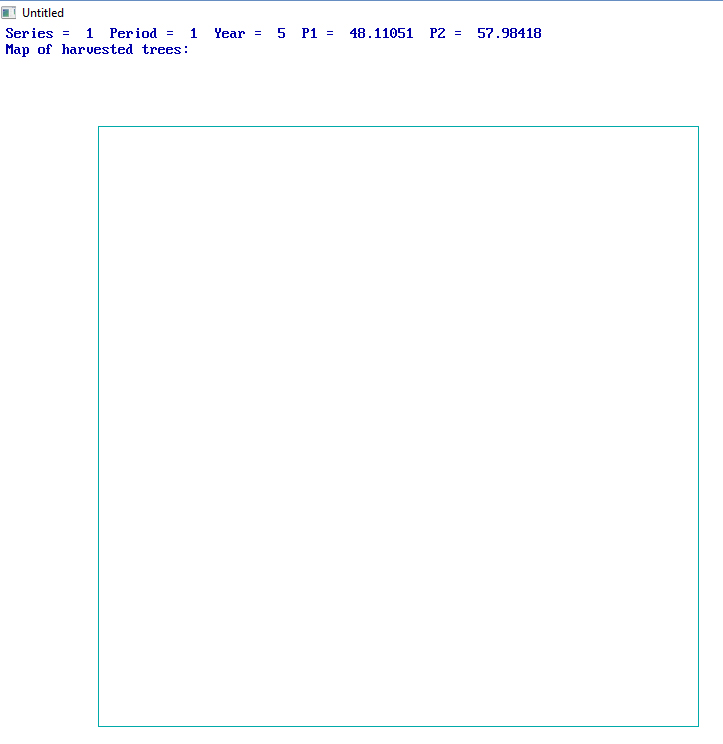 Untitled
Series =  1  Period =  1  Year =  5  P1 =  48.11051  P2 =  57.98418
Map of harvested trees: